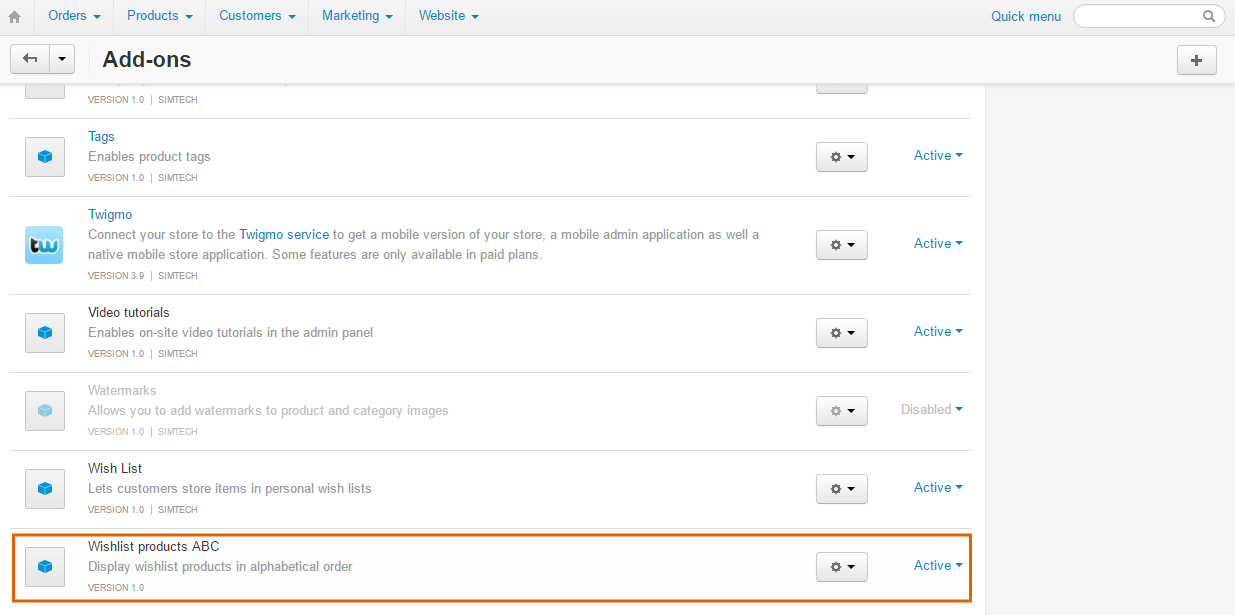 Orders Products Customers Marketing Website Quick menu
Add-ons
VERSION 1.0 | SIMTECH
Tags
Enables product tags
Active
VERSION 1.0 | SIMTECH
Twigmo
tw
Connect your store to the Twigmo service to get a mobile version of your store, a mobile admin application as well a
native mobile store application. Some features are only available in paid plans.
Active
VERSION 3.9 | SIMTECH
Video tutorials
Enables on-site video tutorials in the admin panel
Active
VERSION 1.0 | SIMTECH
Watermarks
Allows you to add watermarks to product and category images
Disabled
VERSION 1.0 | SIMTECH
Wish List
Lets customers store items in personal wish lists
Active
VERSION 1.0 | SIMTECH
Wishlist products ABC
Display wishlist products in alphabetical order
Active
VERSION 1.0